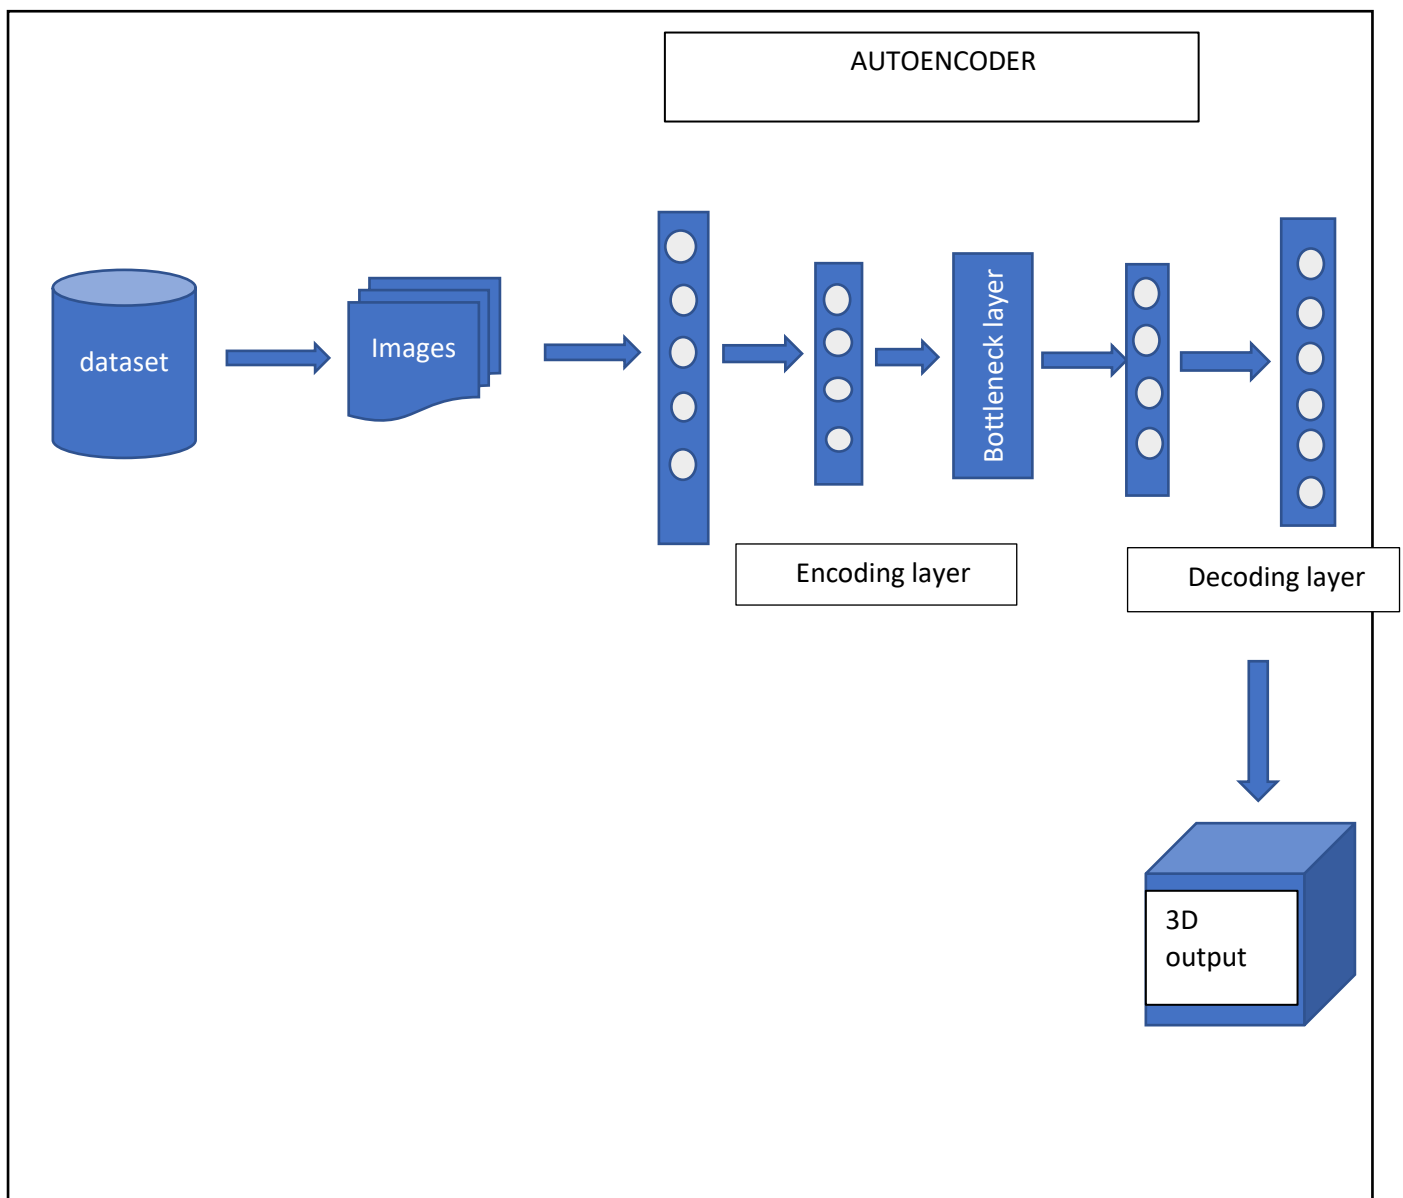 AUTOENCODER
dataset
Images
Bottleneck layer
Encoding layer
Decoding layer
3D
output